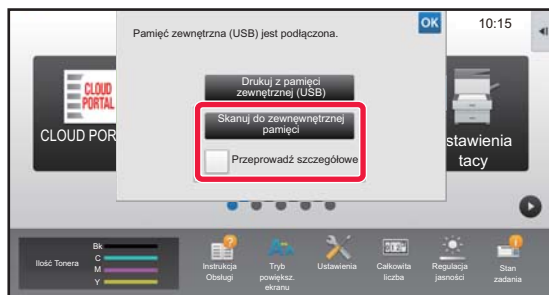 Pamięć zewnętrzna (USB) jest podłączona.
OK
10:15
Drukuj z pamięci
zewnętrznej (USB)
Skanuj do zewnęwnętrznej
pamięci
Przeprowadź szczegółowe
CLOUD
PORTAL
CLOUD POR
stawienia
tacy
Ilość Tonera
Bk
C
M
Y
Instrukcja
Obsługi
Tryb
powiększ.
ekranu
Ustawienia
Całkowita
liczba
Regulacja
jasności
Stan
zadania